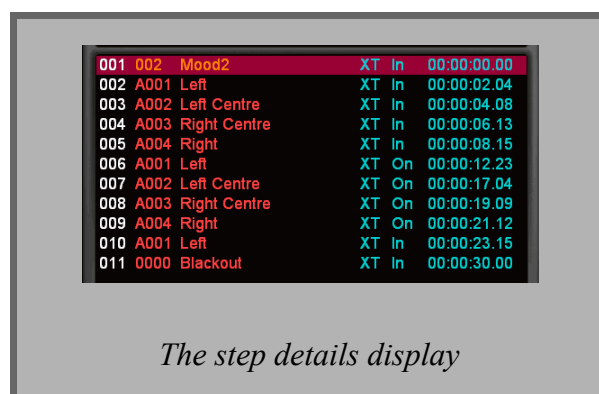 001 002 Mood2 XT In 00:00:00.00
002 A001 Left XT In 00:00:02.04
003 A002 Left Centre XT In 00:00:04.08
004 A003 Right Centre XT In 00:00:06.13
005 A004 Right XT In 00:00:08.15
006 A001 Left XT On 00:00:12.23
007 A002 Left Centre XT On 00:00:17.04
008 A003 Right Centre XT On 00:00:19.09
009 A004 Right XT On 00:00:21.12
010 A001 Left XT In 00:00:23.15
011 0000 Blackout XT In 00:00:30.00
The step details display